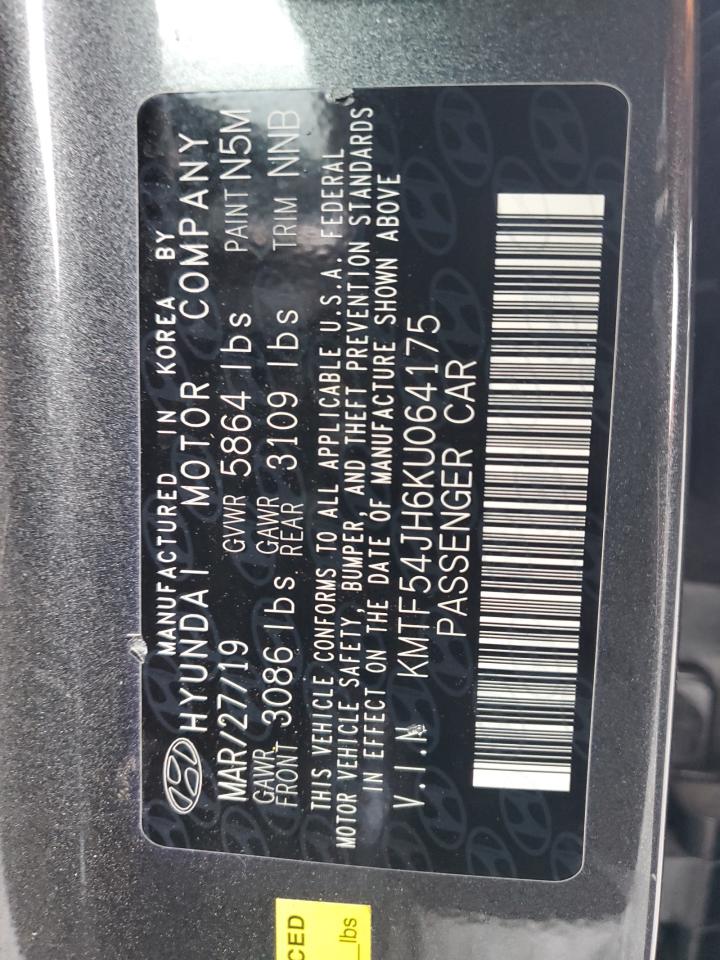 MANUFACTURED IN KOREA BY
HYUNDAI MOTOR COMPANY
MAR/27/19 GVWR 5864 lbs PAINT N5M
GAWR FRONT 3086 lbs GAWR REAR 3109 lbs TRIM NNB
THIS VEHICLE CONFORMS TO ALL APPLICABLE U.S.A. FEDERAL
MOTOR VEHICLE SAFETY, BUMPER, AND THEFT PREVENTION STANDARDS
IN EFFECT ON THE DATE OF MANUFACTURE SHOWN ABOVE
V.I.N KMTF54JH6KU064175
PASSENGER CAR
CED
lbs